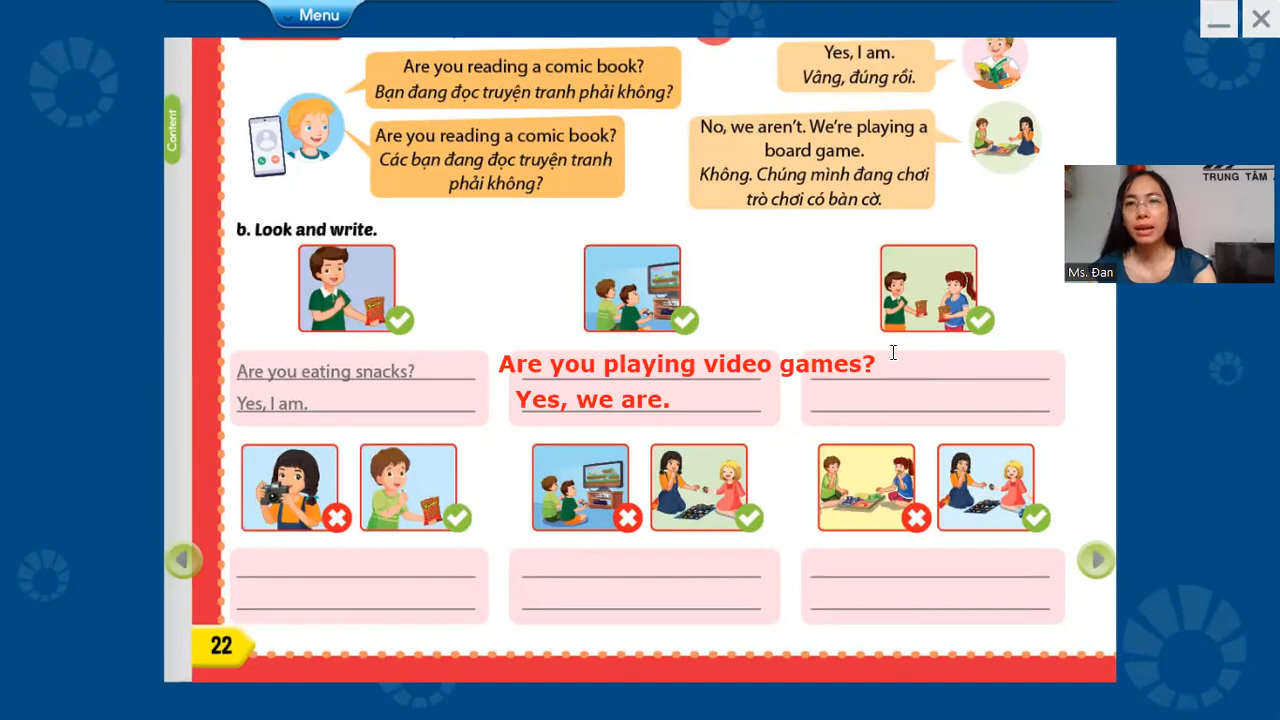 Menu
Content
Yes, I am.
Vâng, đúng rồi.
Are you reading a comic book?
Bạn đang đọc truyện tranh phải không?
Are you reading a comic book?
Các bạn đang đọc truyện tranh
phải không?
No, we aren't. We're playing a
board game.
Không. Chúng mình đang chơi
trò chơi có bàn cờ.
TRUNG TÂM
Ms. Đan
b. Look and write.
Are you eating snacks?
Yes, I am.
Are you playing video games?
Yes, we are.
22